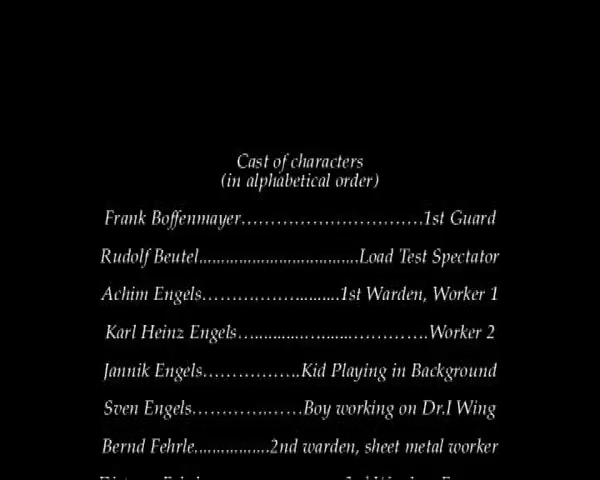 Cast of characters
(in alphabetical order)
Frank Boffenmayer…………………………1st Guard
Rudolf Beutel..................................Load Test Spectator
Achim Engels………………..........1st Warden, Worker 1
Karl Heinz Engels…............…......………….Worker 2
Jannik Engels……………..Kid Playing in Background
Sven Engels………….……Boy working on Dr.I Wing
Bernd Fehrle................2nd warden, sheet metal worker